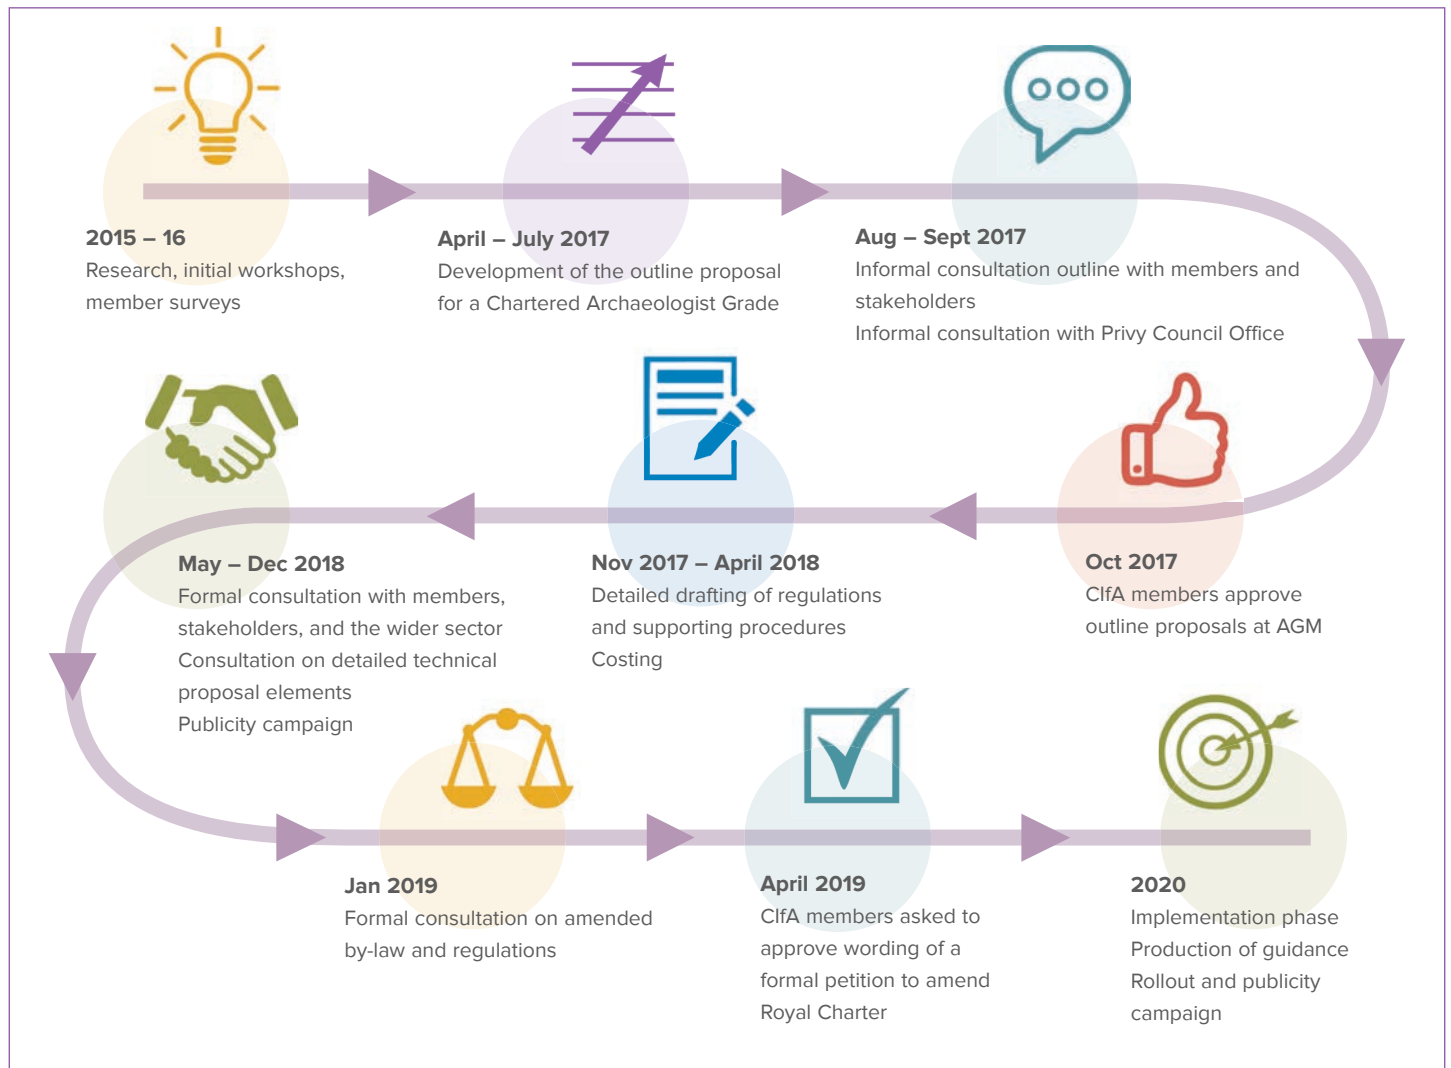 2015 – 16
Research, initial workshops,
member surveys
April – July 2017
Development of the outline proposal
for a Chartered Archaeologist Grade
Aug – Sept 2017
Informal consultation outline with members and
stakeholders
Informal consultation with Privy Council Office
Oct 2017
CIfA members approve
outline proposals at AGM
Nov 2017 – April 2018
Detailed drafting of regulations
and supporting procedures
Costing
May – Dec 2018
Formal consultation with members,
stakeholders, and the wider sector
Consultation on detailed technical
proposal elements
Publicity campaign
Jan 2019
Formal consultation on amended
by-law and regulations
April 2019
CIfA members asked to
approve wording of a
formal petition to amend
Royal Charter
2020
Implementation phase
Production of guidance
Rollout and publicity
campaign